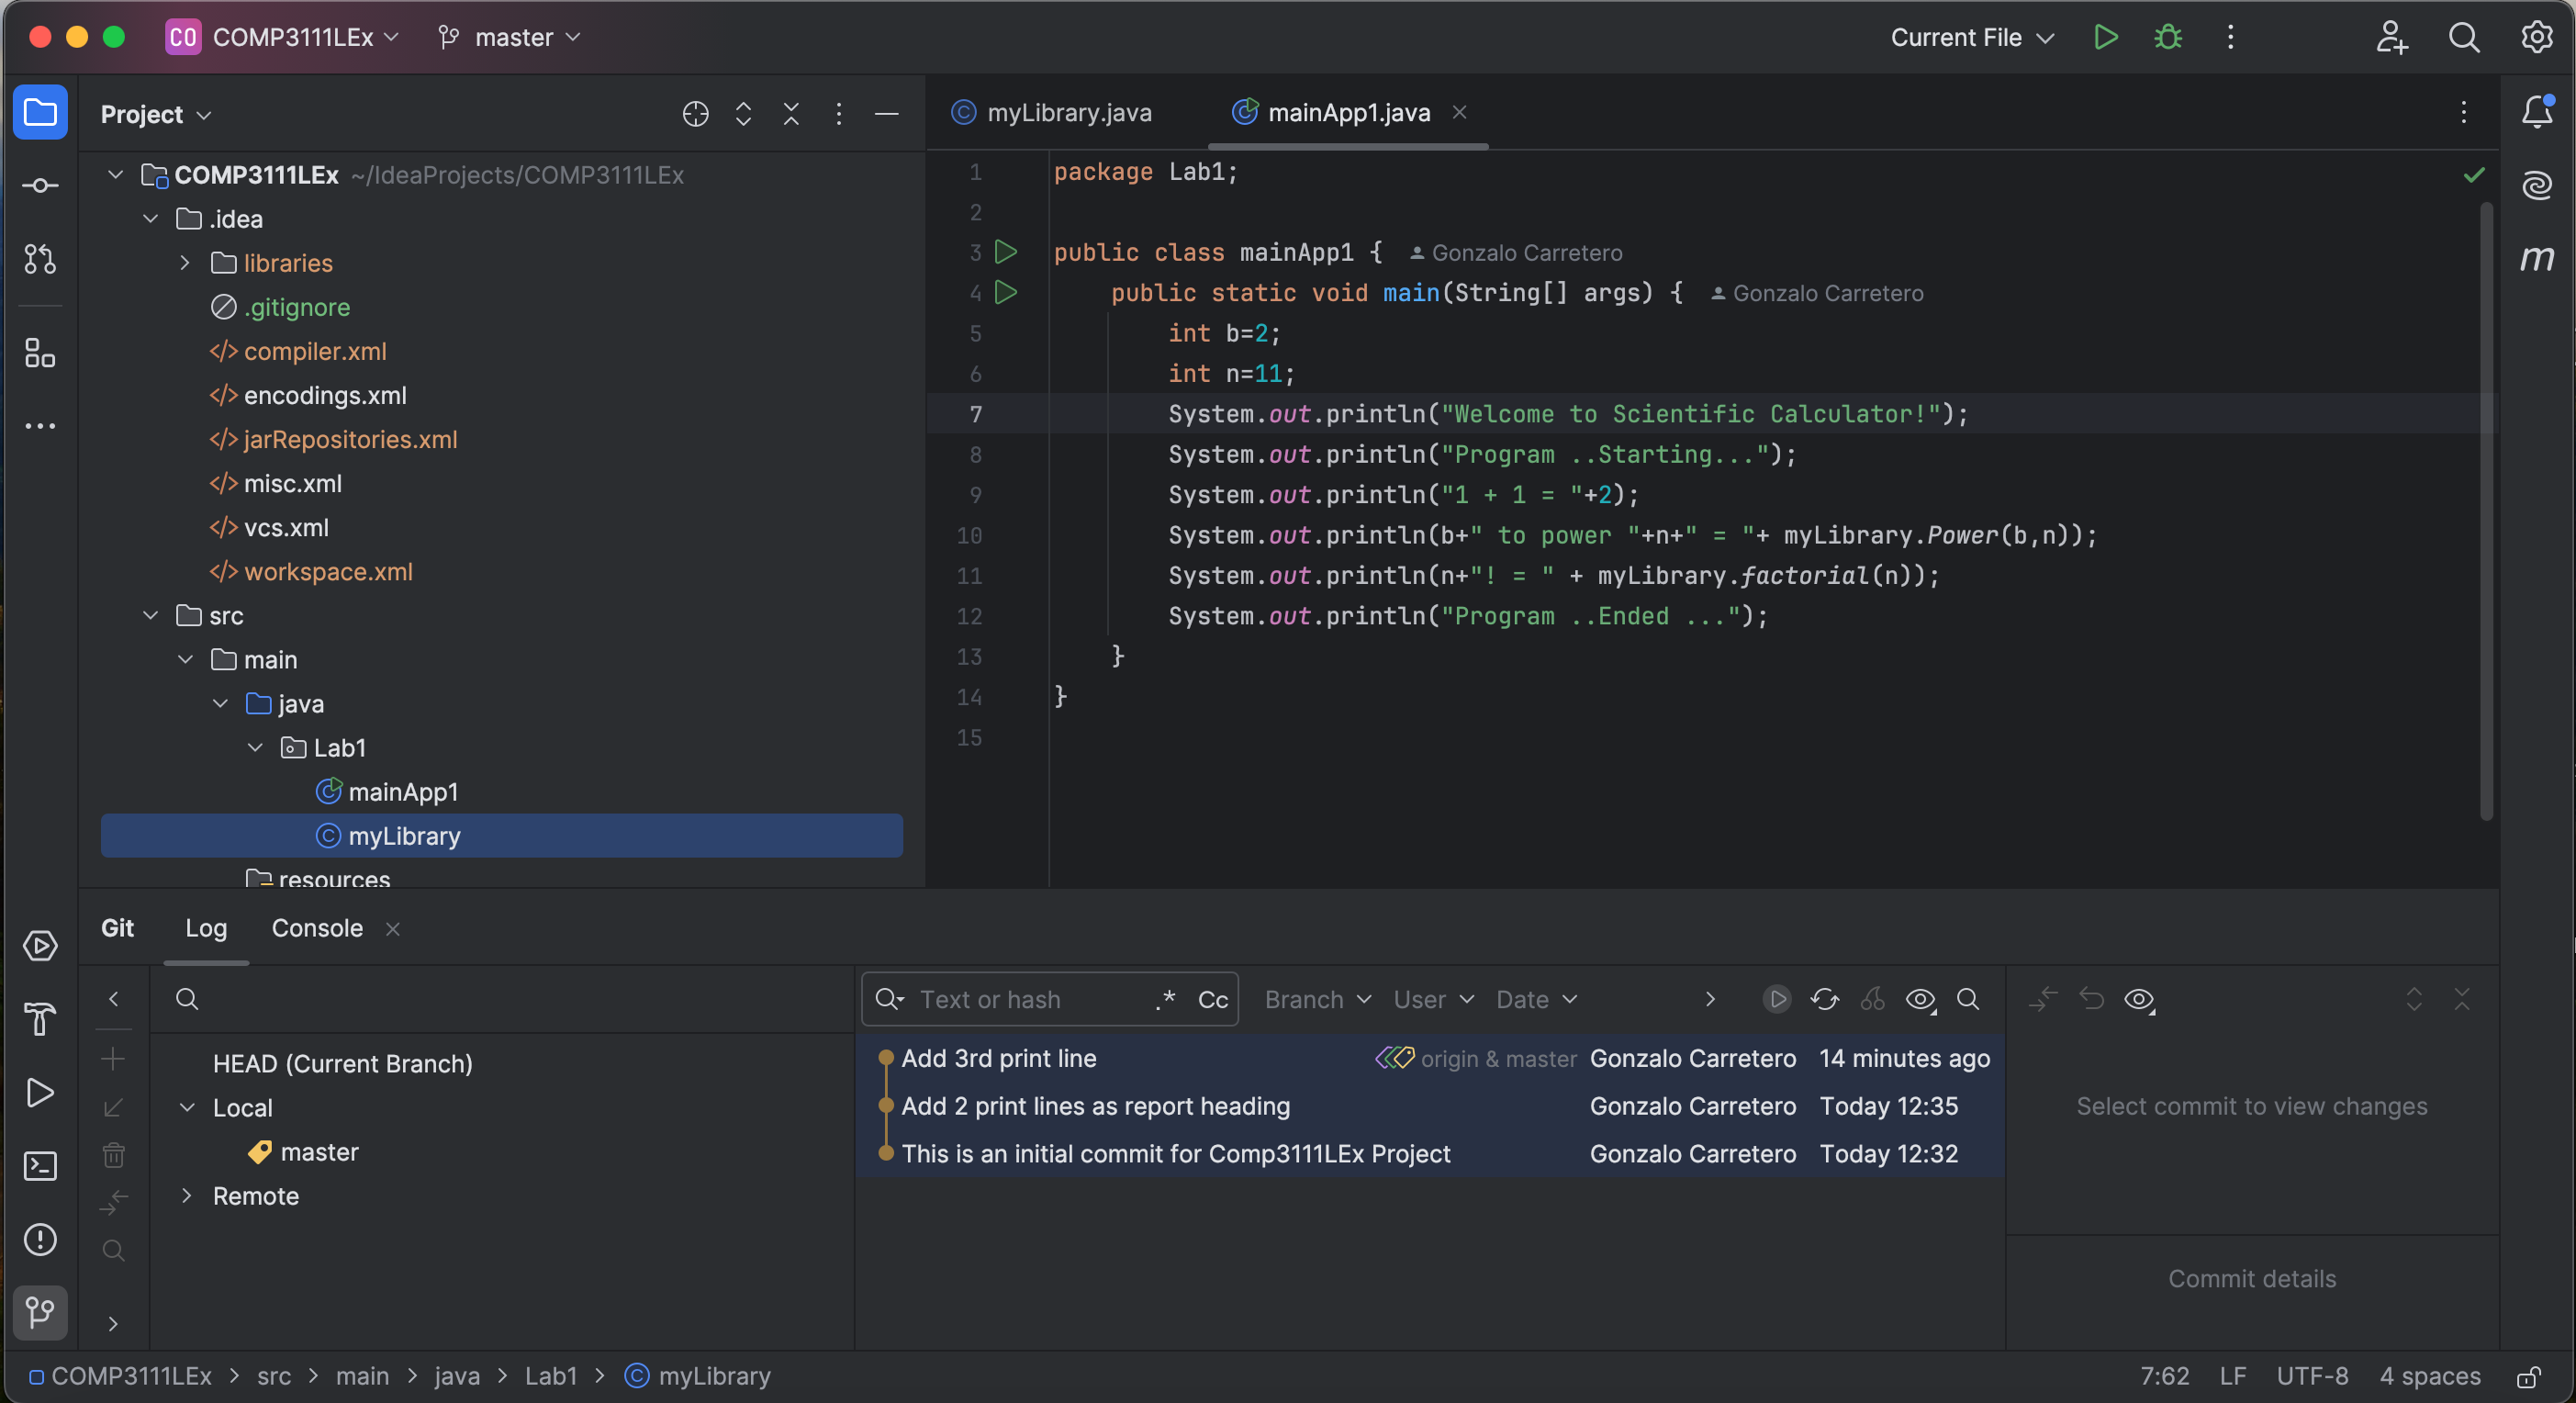 CO COMP3111LEx master Current File
Project
COMP3111LEx ~/IdeaProjects/COMP3111LEx
.idea
libraries
.gitignore
</> compiler.xml
</> encodings.xml
</> jarRepositories.xml
</> misc.xml
</> vcs.xml
</> workspace.xml
src
main
java
Lab1
mainApp1
myLibrary
resources
myLibrary.java mainApp1.java
1 package Lab1;
2
3 public class mainApp1 { Gonzalo Carretero
4 public static void main(String[] args) { Gonzalo Carretero
5 int b=2;
6 int n=11;
7 System.out.println("Welcome to Scientific Calculator!");
8 System.out.println("Program ..Starting...");
9 System.out.println("1 + 1 = "+2);
10 System.out.println(b+" to power "+n+" = "+ myLibrary.Power(b,n));
11 System.out.println(n+"! = " + myLibrary.factorial(n));
12 System.out.println("Program ..Ended ...");
13 }
14 }
15
m
Git Log Console
HEAD (Current Branch)
Local
master
Remote
Text or hash .* Cc Branch User Date
Add 3rd print line origin & master Gonzalo Carretero 14 minutes ago
Add 2 print lines as report heading Gonzalo Carretero Today 12:35
This is an initial commit for Comp3111LEx Project Gonzalo Carretero Today 12:32
Select commit to view changes
Commit details
COMP3111LEx > src > main > java > Lab1 > myLibrary 7:62 LF UTF-8 4 spaces